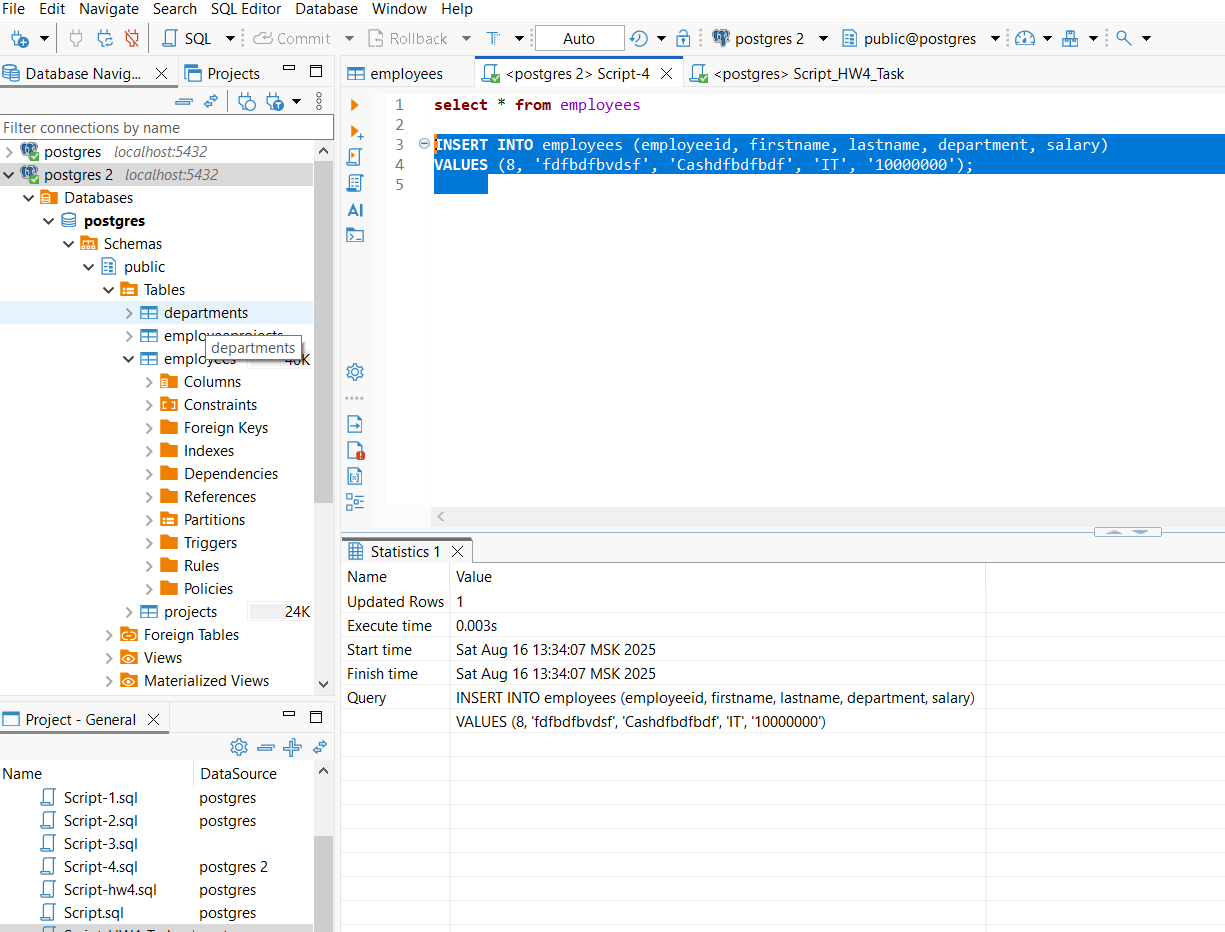 File Edit Navigate Search SQL Editor Database Window Help
SQL Commit Rollback T Auto postgres 2 public@postgres
Database Navig... Projects
employees <postgres 2> Script-4 <postgres> Script_HW4_Task
Filter connections by name
postgres localhost:5432
postgres 2 localhost:5432
Databases
postgres
Schemas
public
Tables
departments
departments
employees
Columns
Constraints
Foreign Keys
Indexes
Dependencies
References
Partitions
Triggers
Rules
Policies
projects 24K
Foreign Tables
Views
Materialized Views
AI
1 select * from employees
2
3 INSERT INTO employees (employeeid, firstname, lastname, department, salary)
4 VALUES (8, 'fdfbdfbvdsf', 'Cashdfbdfbdf', 'IT', '10000000');
5
Statistics 1
Name Value
Updated Rows 1
Execute time 0.003s
Start time Sat Aug 16 13:34:07 MSK 2025
Finish time Sat Aug 16 13:34:07 MSK 2025
Query INSERT INTO employees (employeeid, firstname, lastname, department, salary)
VALUES (8, 'fdfbdfbvdsf', 'Cashdfbdfbdf', 'IT', '10000000')
Project - General
Name DataSource
Script-1.sql postgres
Script-2.sql postgres
Script-3.sql
Script-4.sql postgres 2
Script-hw4.sql postgres
Script.sql postgres